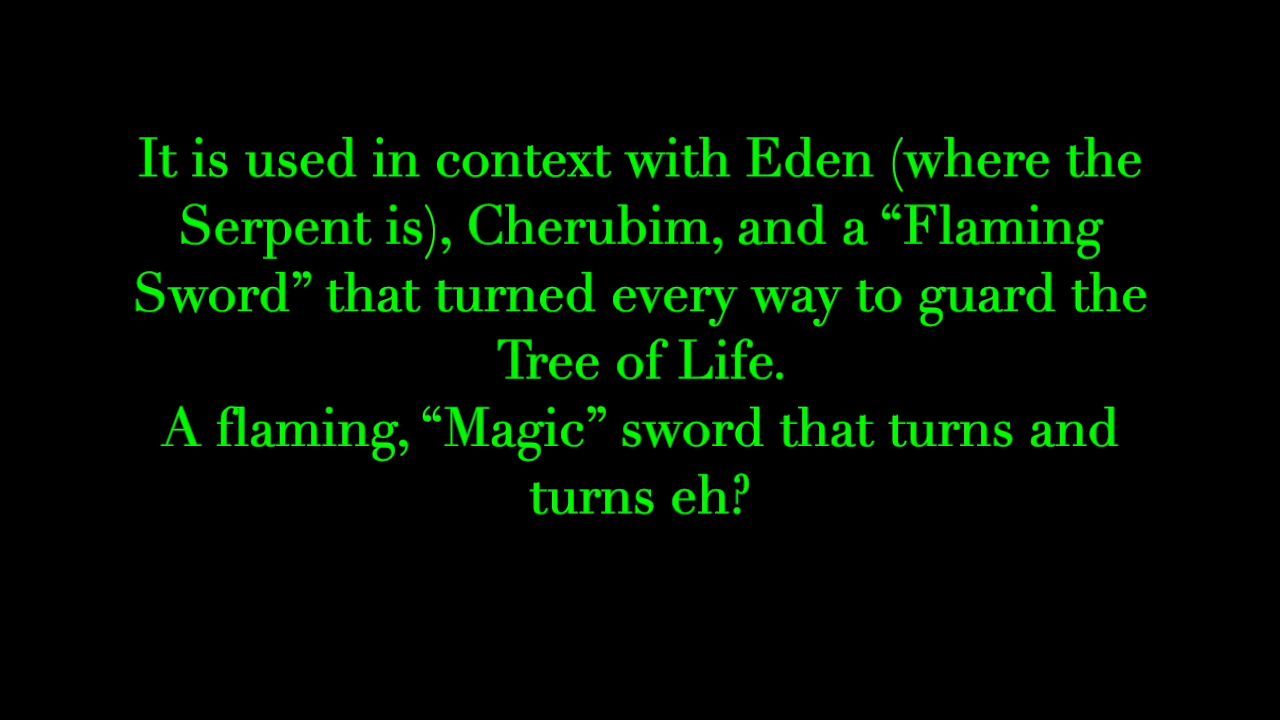 It is used in context with Eden (where the
Serpent is), Cherubim, and a “Flaming
Sword” that turned every way to guard the
Tree of Life.
A flaming, “Magic” sword that turns and
turns eh?